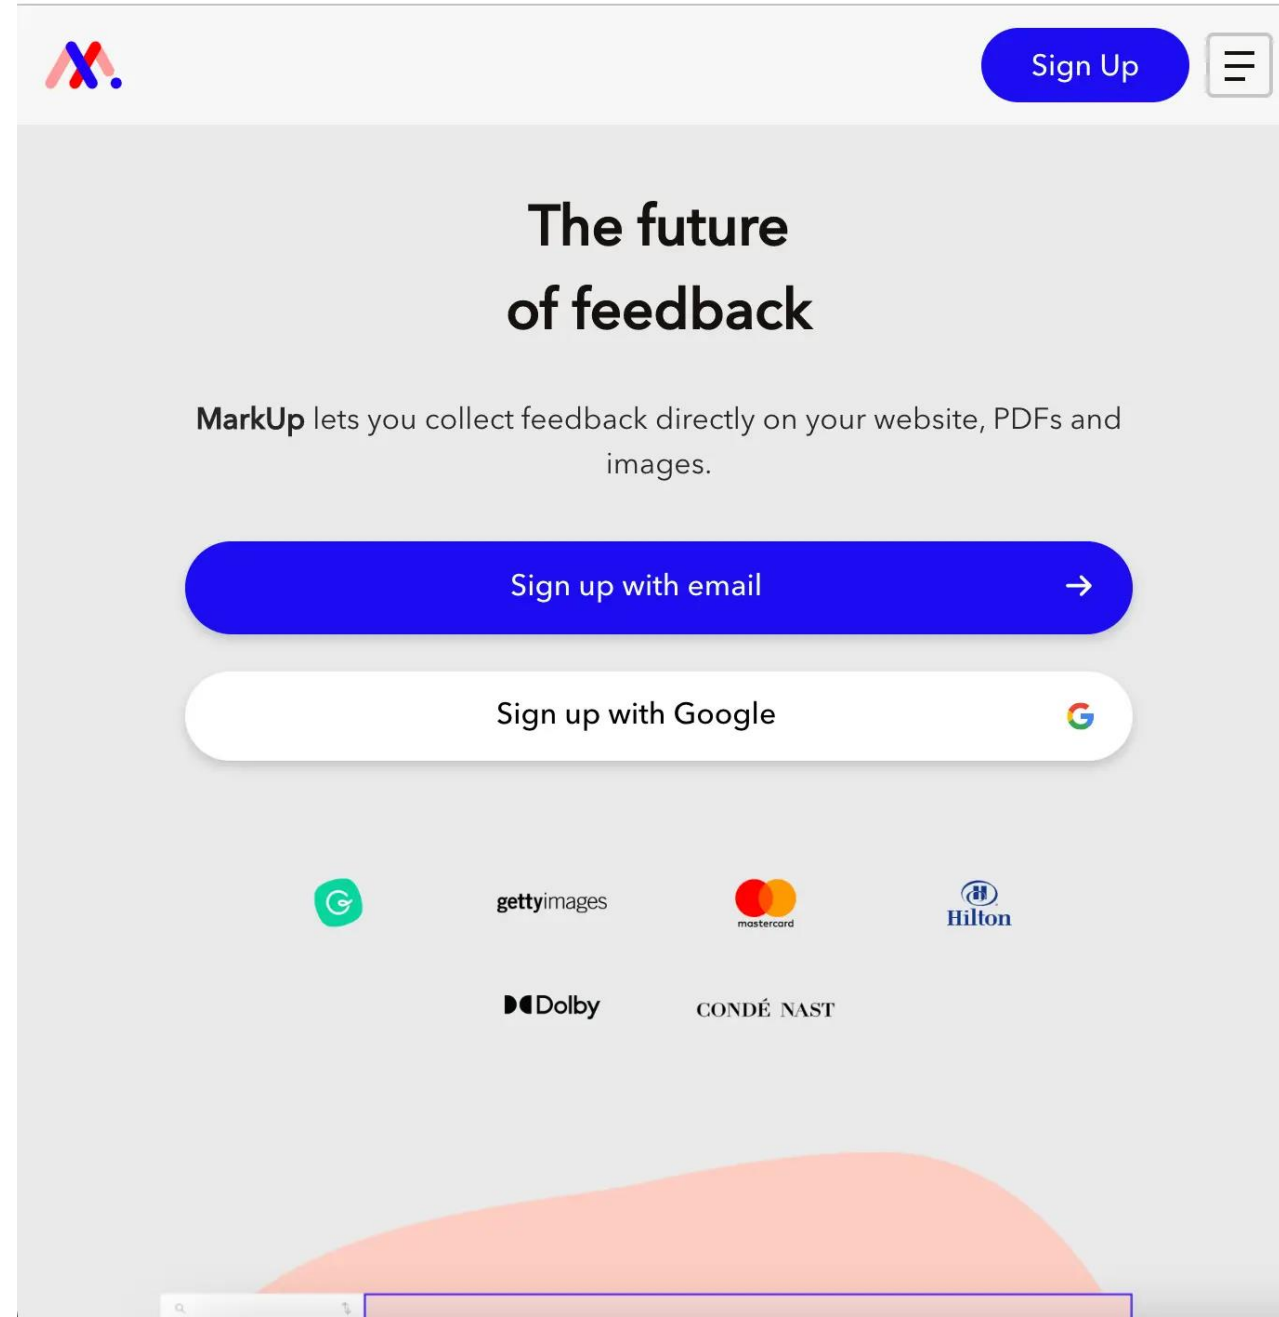 Sign Up
The future
of feedback
MarkUp lets you collect feedback directly on your website, PDFs and
images.
Sign up with email
Sign up with Google
gettyimages
mastercard
Hilton
Dolby
CONDÉ NAST